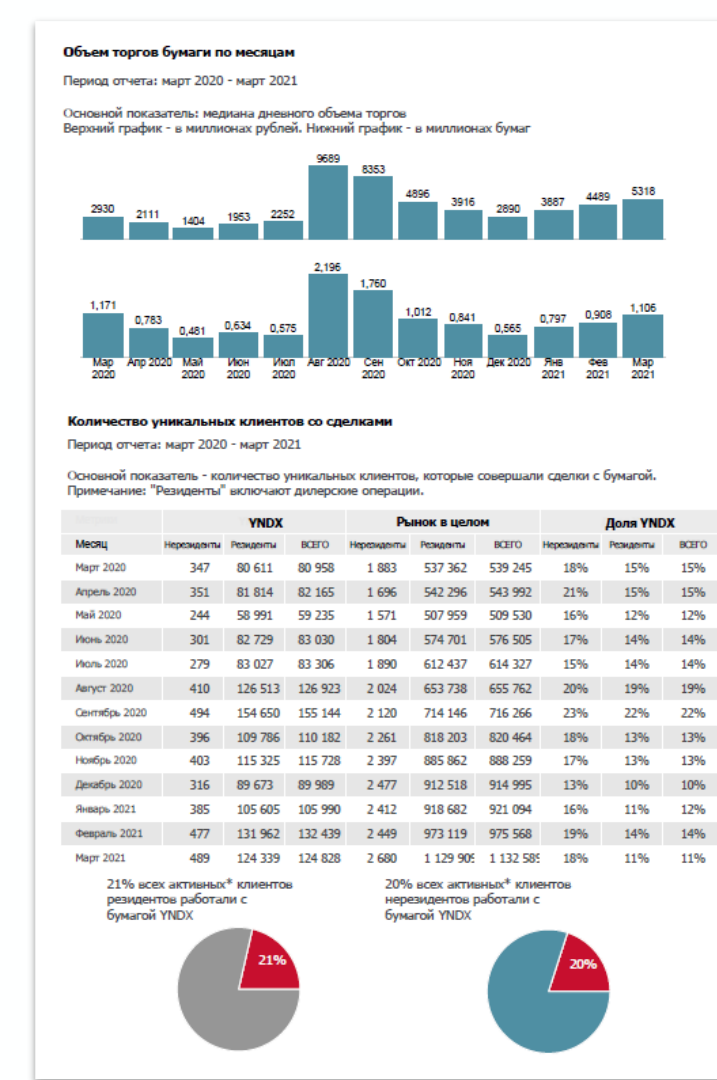 Объем торгов бумаги по месяцам
Период отчета: март 2020 - март 2021
Основной показатель: медиана дневного объема торгов
Верхний график - в миллионах рублей. Нижний график - в миллионах бумаг
2930 2111 1404 1953 2252 9689 8353 4896 3916 2890 3887 4489 5318
1,171 0,783 0,481 0,634 0,575 2,196 1,760 1,012 0,841 0,565 0,797 0,908 1,106
Мар 2020 Апр 2020 Май 2020 Июн 2020 Июл 2020 Авг 2020 Сен 2020 Окт 2020 Ноя 2020 Дек 2020 Янв 2021 Фев 2021 Мар 2021
Количество уникальных клиентов со сделками
Период отчета: март 2020 - март 2021
Основной показатель - количество уникальных клиентов, которые совершали сделки с бумагой.
Примечание: "Резиденты" включают дилерские операции.
YNDX Рынок в целом Доля YNDX
Месяц Нерезиденты Резиденты ВСЕГО Нерезиденты Резиденты ВСЕГО Нерезиденты Резиденты ВСЕГО
Март 2020 347 80 611 80 958 1 883 537 362 539 245 18% 15% 15%
Апрель 2020 351 81 814 82 165 1 696 542 296 543 992 21% 15% 15%
Май 2020 244 58 991 59 235 1 571 507 959 509 530 16% 12% 12%
Июнь 2020 301 82 729 83 030 1 804 574 701 576 505 17% 14% 14%
Июль 2020 279 83 027 83 306 1 890 612 437 614 327 15% 14% 14%
Август 2020 410 126 513 126 923 2 024 653 738 655 762 20% 19% 19%
Сентябрь 2020 494 154 650 155 144 2 120 714 146 716 266 23% 22% 22%
Октябрь 2020 396 109 786 110 182 2 261 818 203 820 464 18% 13% 13%
Ноябрь 2020 403 115 325 115 728 2 397 885 862 888 259 17% 13% 13%
Декабрь 2020 316 89 673 89 989 2 477 912 518 914 995 13% 10% 10%
Январь 2021 385 105 605 105 990 2 412 918 682 921 094 16% 11% 12%
Февраль 2021 477 131 962 132 439 2 449 973 119 975 568 19% 14% 14%
Март 2021 489 124 339 124 828 2 680 1 129 909 1 132 589 18% 11% 11%
21% всех активных* клиентов
резидентов работали с
бумагой YNDX
20% всех активных* клиентов
нерезидентов работали с
бумагой YNDX
21%
20%